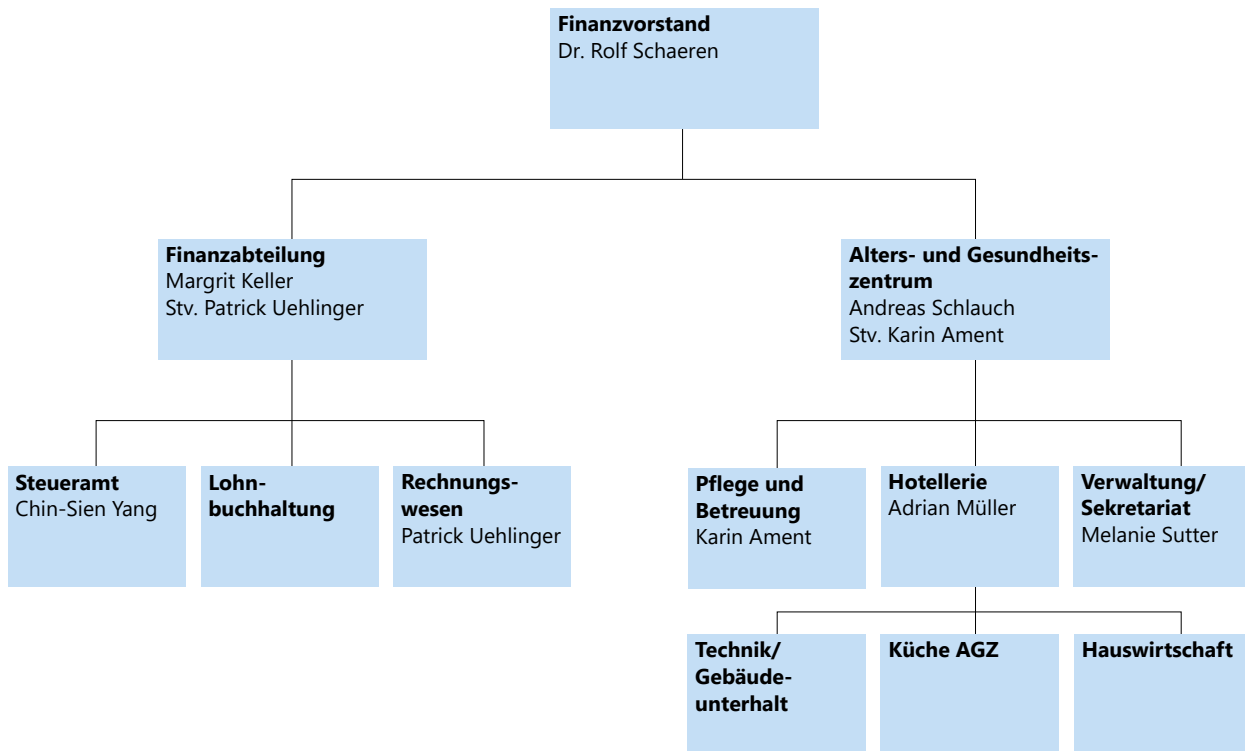 Finanzvorstand
Dr. Rolf Schaeren
Finanzabteilung
Margrit Keller
Stv. Patrick Uehlinger
Alters- und Gesundheits-
zentrum
Andreas Schlauch
Stv. Karin Ament
Steueramt
Chin-Sien Yang
Lohn-
buchhaltung
Rechnungs-
wesen
Patrick Uehlinger
Pflege und
Betreuung
Karin Ament
Hotellerie
Adrian Müller
Verwaltung/
Sekretariat
Melanie Sutter
Technik/
Gebäude-
unterhalt
Küche AGZ
Hauswirtschaft